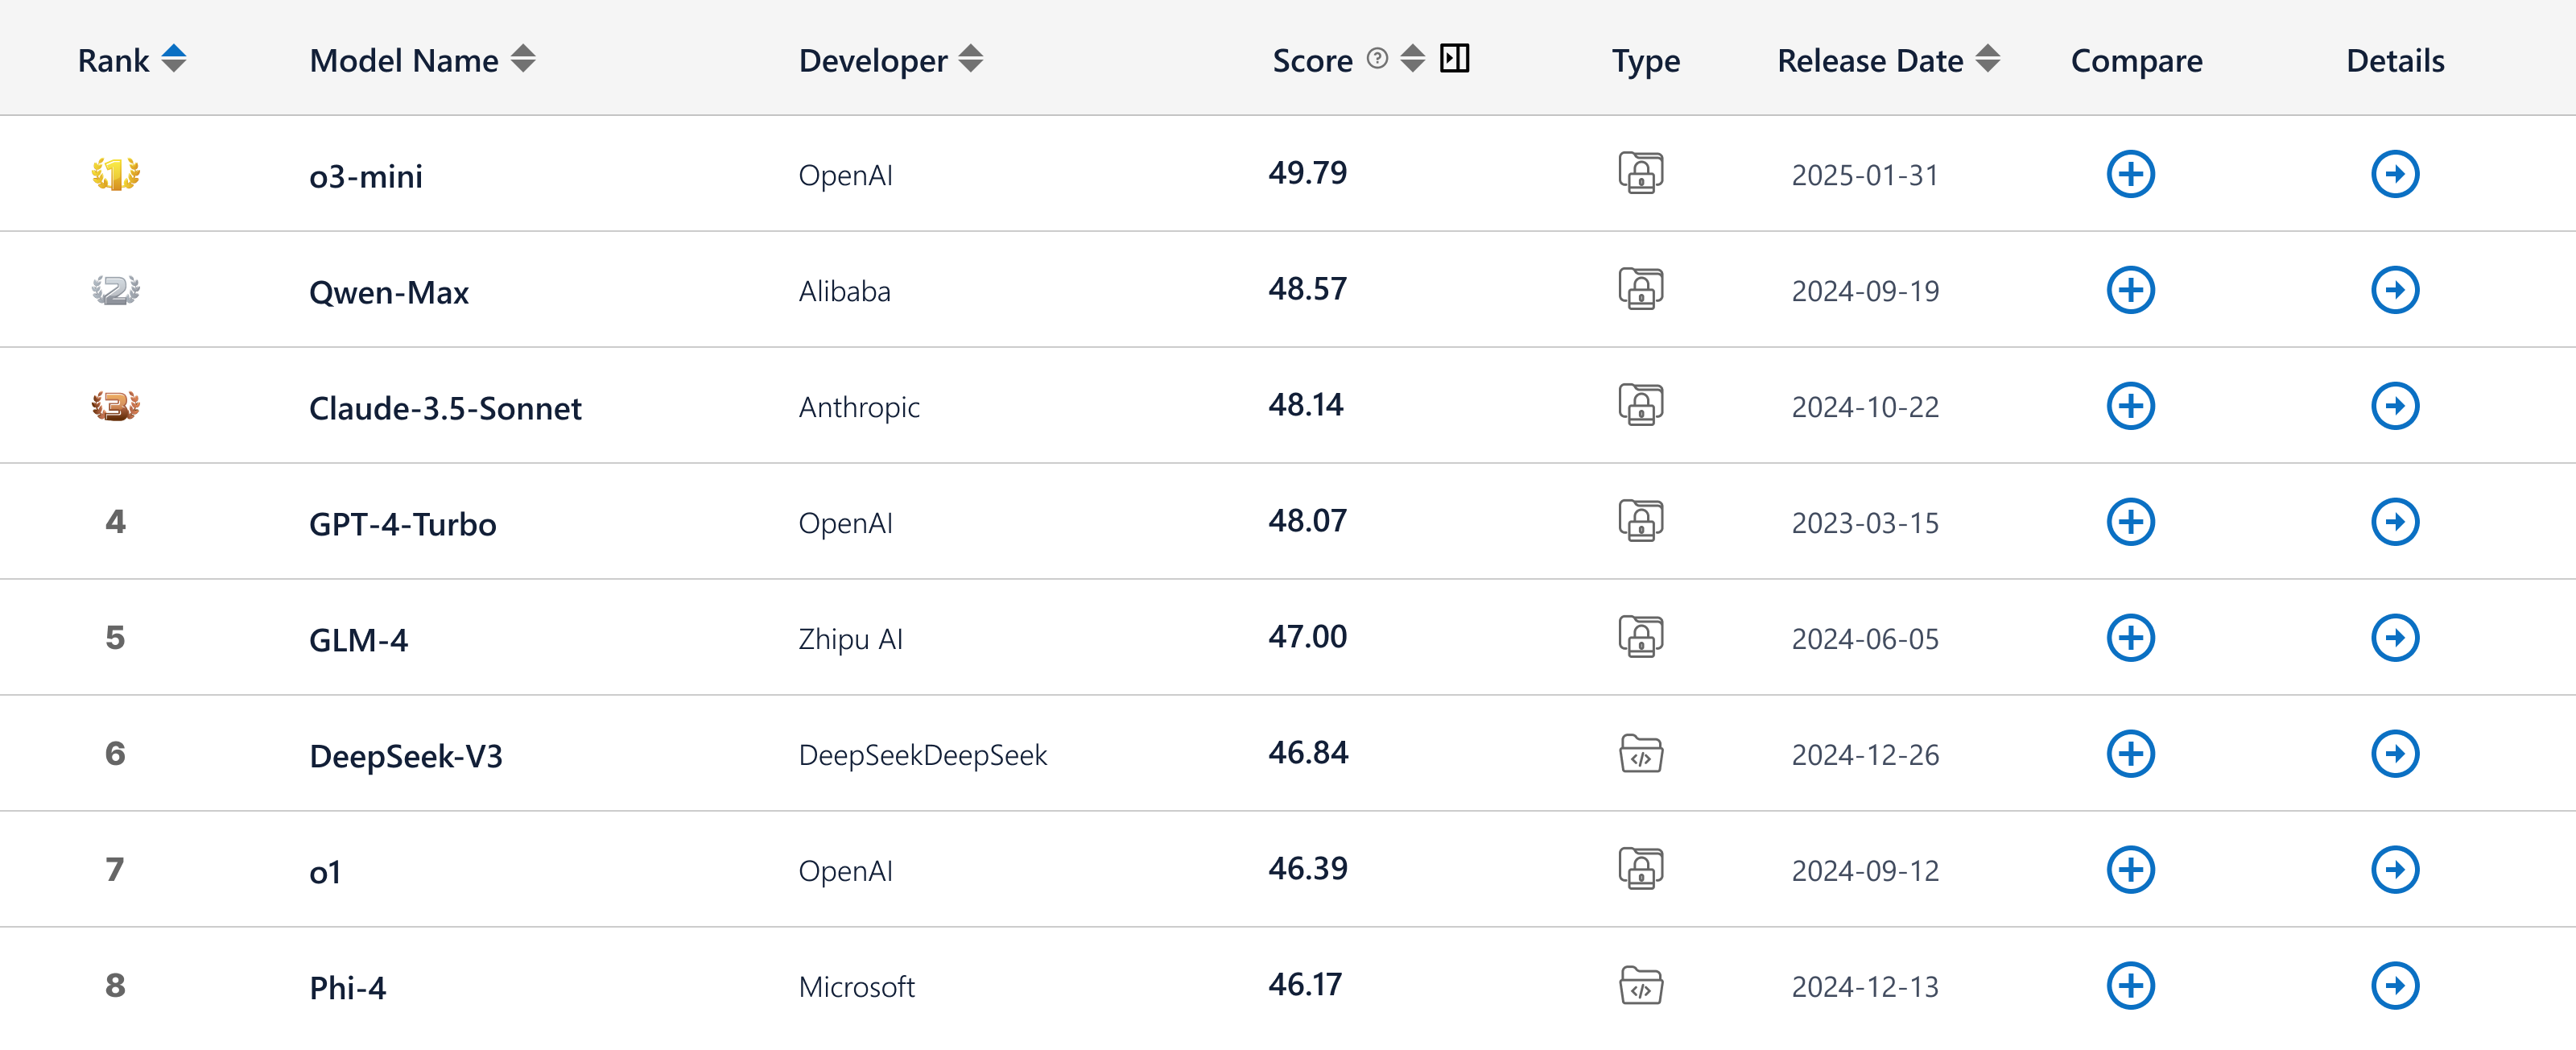 Rank Model Name Developer Score ? Type Release Date Compare Details
1 o3-mini OpenAI 49.79 2025-01-31
2 Qwen-Max Alibaba 48.57 2024-09-19
3 Claude-3.5-Sonnet Anthropic 48.14 2024-10-22
4 GPT-4-Turbo OpenAI 48.07 2023-03-15
5 GLM-4 Zhipu AI 47.00 2024-06-05
6 DeepSeek-V3 DeepSeekDeepSeek 46.84 </> 2024-12-26
7 o1 OpenAI 46.39 2024-09-12
8 Phi-4 Microsoft 46.17 </> 2024-12-13